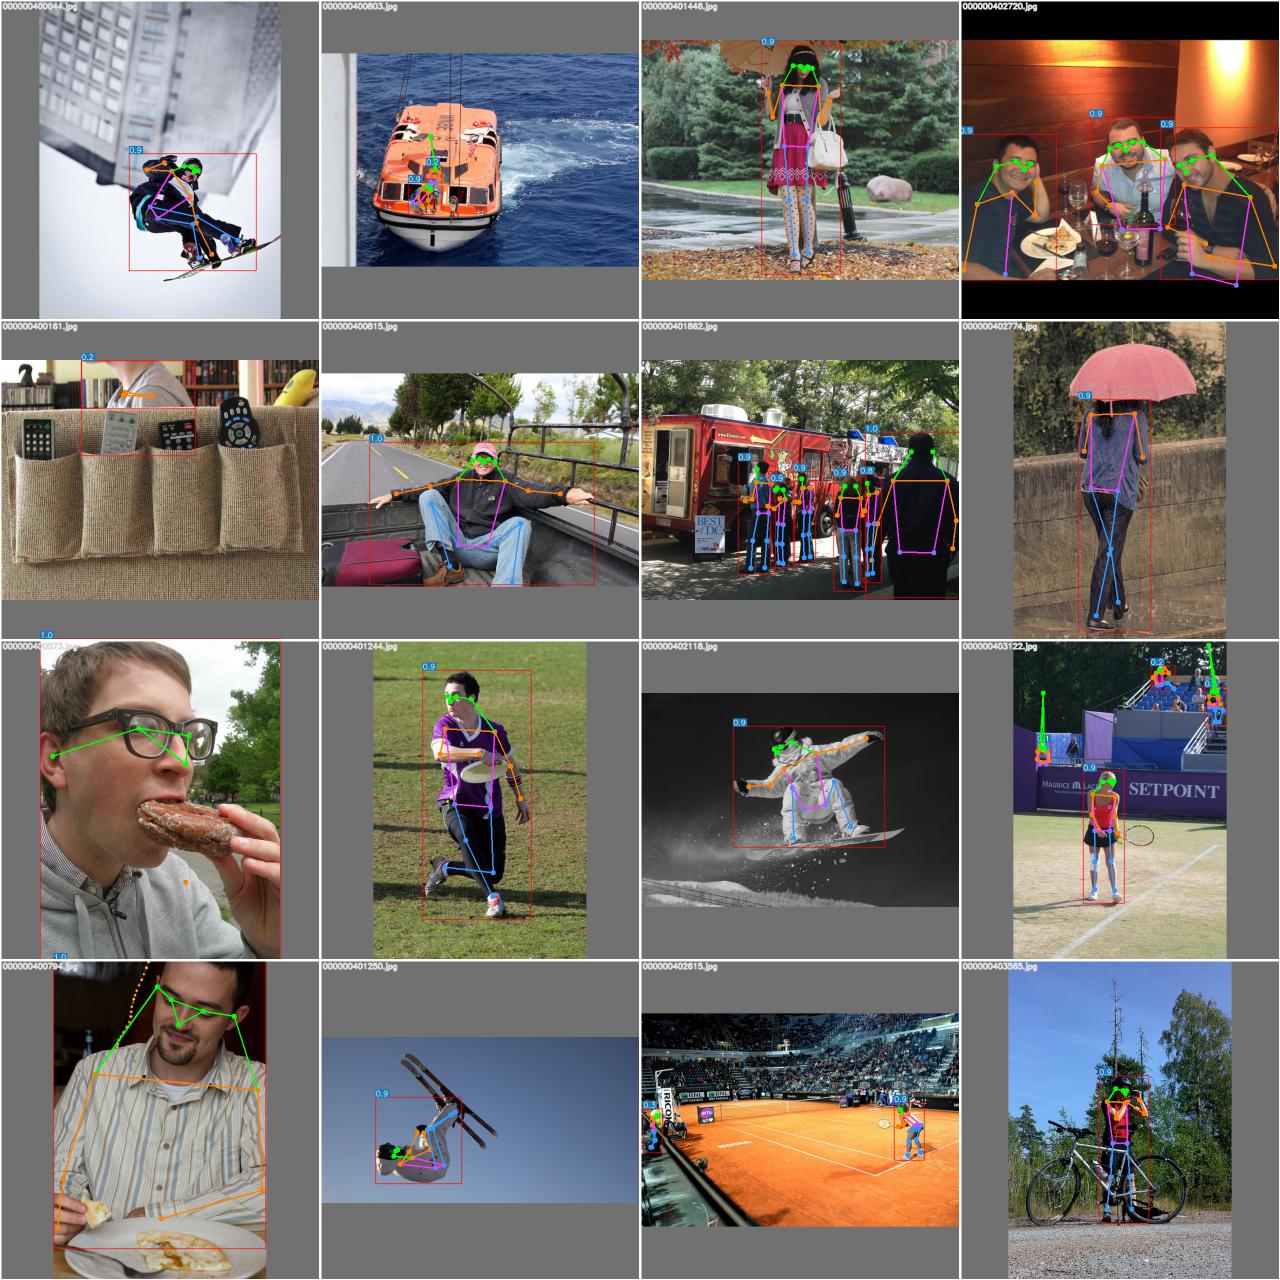 000000400044.jpg
000000400803.jpg
000000401446.jpg
000000402720.jpg
0.9
0.2
0.9
0.9
0.9
0.9
0.9
000000400161.jpg
000000400815.jpg
000000401862.jpg
000000402774.jpg
0.2
1.0
1.0
0.9
0.9
0.9
0.9
0.8
0.9
BEST
of
DC
000000400573.jpg
000000401244.jpg
000000402118.jpg
000000403122.jpg
1.0
0.9
0.9
0.2
0.9
MAURICE LAC
SETPOINT
000000400794.jpg
000000401250.jpg
000000402615.jpg
000000403565.jpg
1.0
0.9
0.3
0.9
0.9
RICO